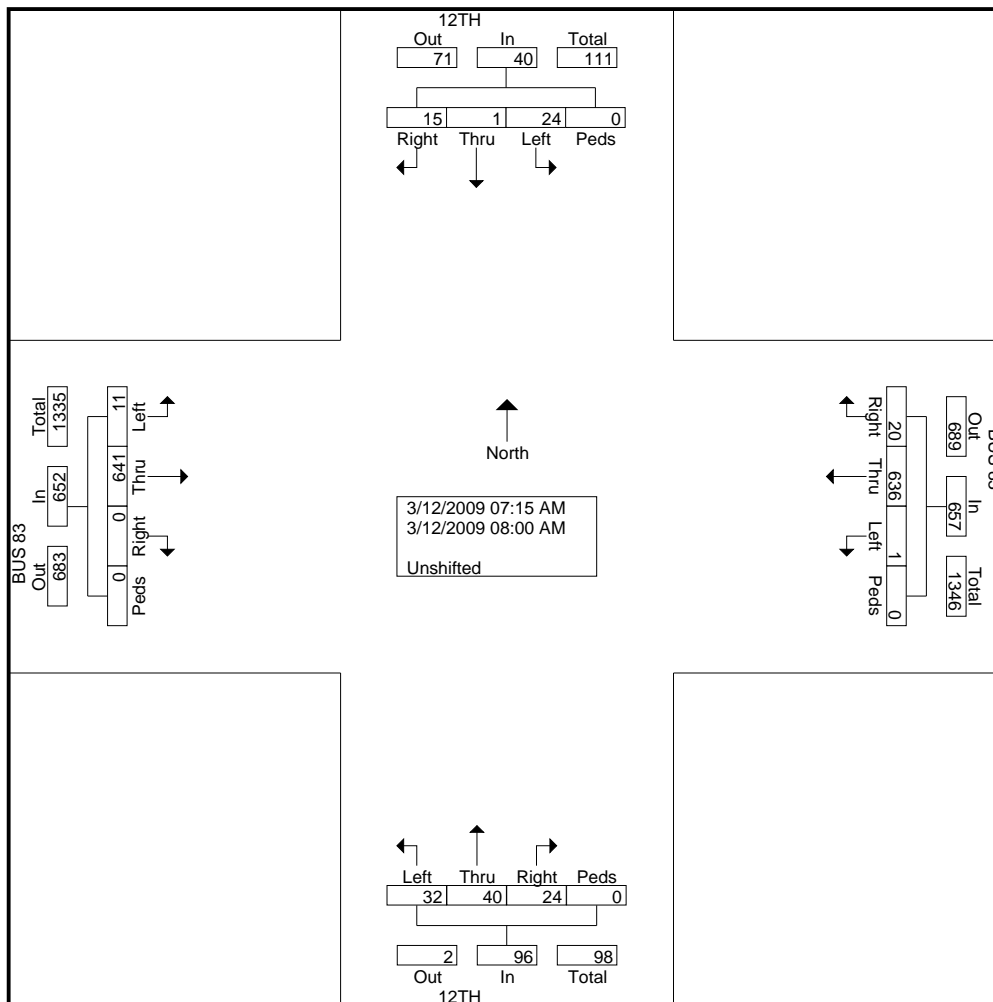 12TH
Out In Total
71 40 111
15 1 24 0
Right Thru Left Peds
Total In Out
1335 652 683
BUS 83
11 641 0 0
Left Thru Right Peds
North
3/12/2009 07:15 AM
3/12/2009 08:00 AM
Unshifted
Right Thru Left Peds
20 636 1 0
Out In Total
689 657 1346
Left Thru Right Peds
32 40 24 0
2 96 98
Out In Total
12TH